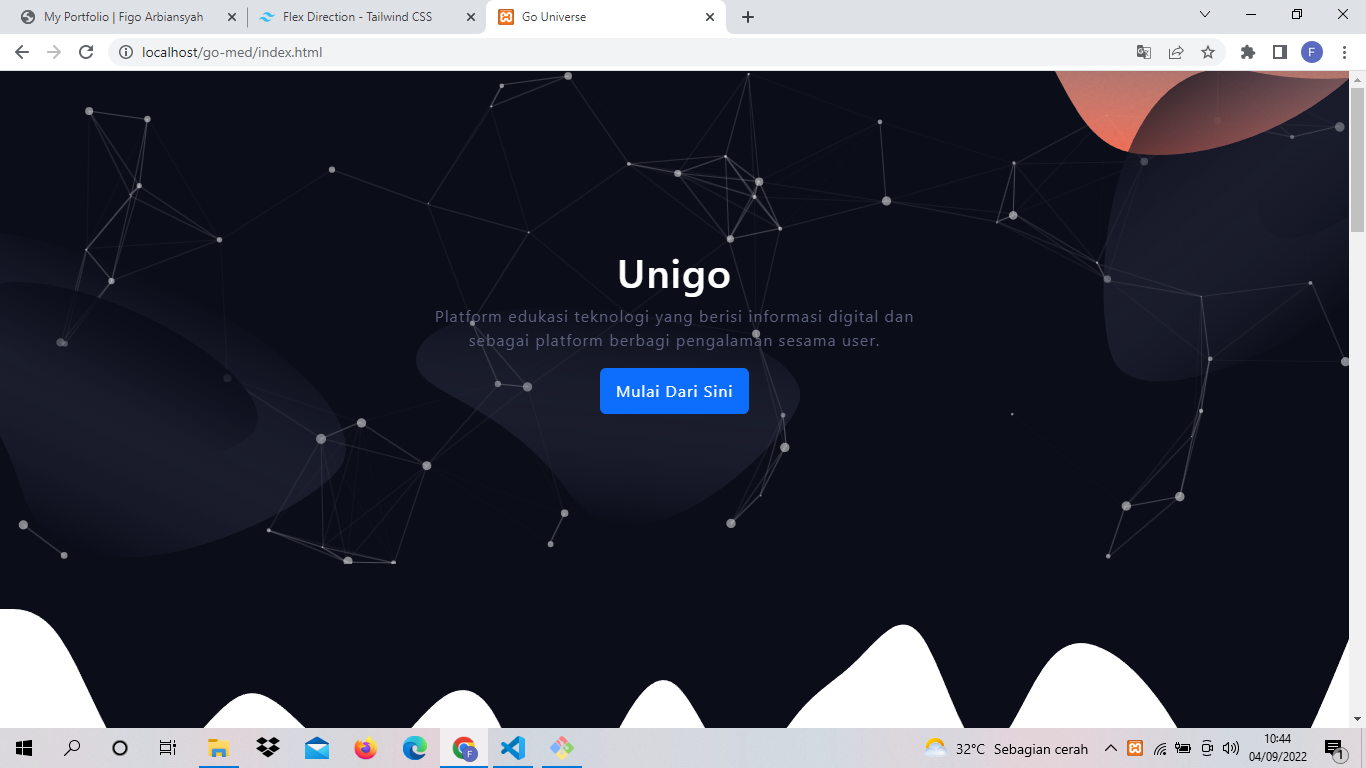 My Portfolio | Figo Arbiansyah
Flex Direction - Tailwind CSS
Go Universe
localhost/go-med/index.html
F
Unigo
Platform edukasi teknologi yang berisi informasi digital dan
sebagai platform berbagi pengalaman sesama user.
Mulai Dari Sini
F
32°C Sebagian cerah
10:44
04/09/2022
1